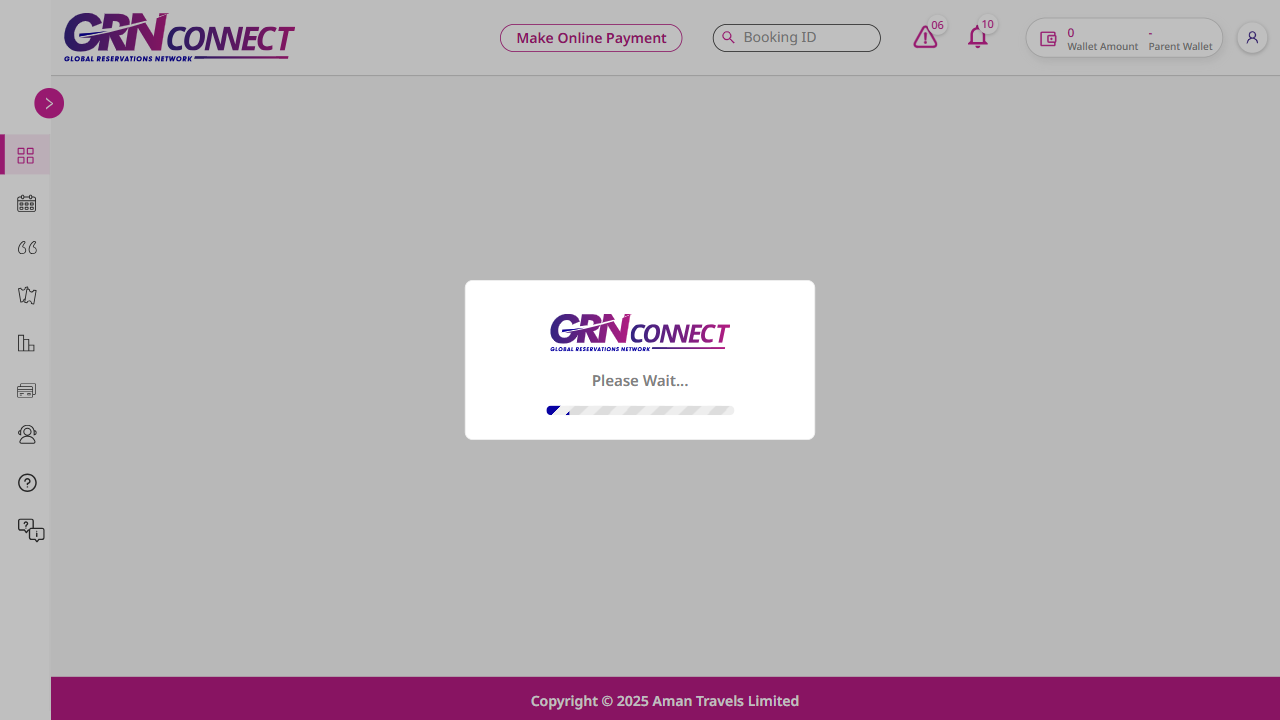 GRN CONNECT
GLOBAL RESERVATIONS NETWORK
Make Online Payment
Booking ID
06
10
0
Wallet Amount
-
Parent Wallet
GRN CONNECT
GLOBAL RESERVATIONS NETWORK
Please Wait...
Copyright © 2025 Aman Travels Limited